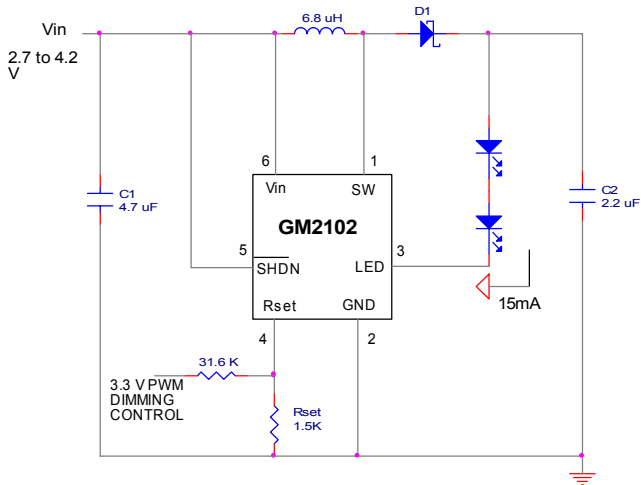 Vin
2.7 to 4.2
V
6.8 uH
D1
C1
4.7 uF
C2
2.2 uF
6
1
Vin
SW
GM2102
5
SHDN
LED
3
15mA
Rset
GND
4
2
31.6 K
3.3 V PWM
DIMMING
CONTROL
Rset
1.5K